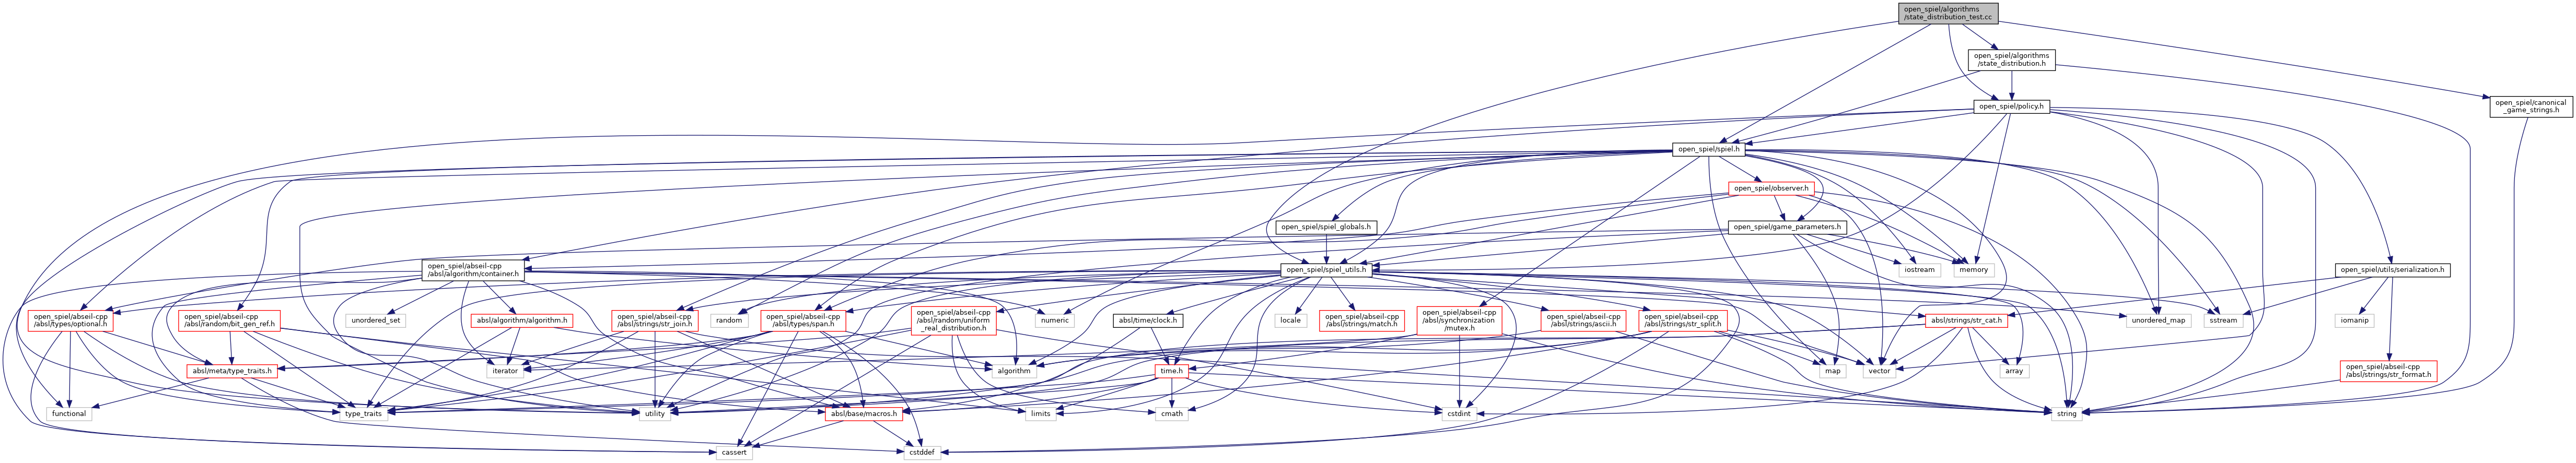 open_spiel/algorithms
/state_distribution_test.cc
open_spiel/algorithms
/state_distribution.h
open_spiel/policy.h
open_spiel/canonical
_game_strings.h
open_spiel/spiel.h
open_spiel/observer.h
open_spiel/spiel_globals.h
open_spiel/game_parameters.h
open_spiel/abseil-cpp
/absl/algorithm/container.h
open_spiel/spiel_utils.h
iostream
memory
open_spiel/utils/serialization.h
open_spiel/abseil-cpp
/absl/types/optional.h
open_spiel/abseil-cpp
/absl/random/bit_gen_ref.h
unordered_set
absl/algorithm/algorithm.h
open_spiel/abseil-cpp
/absl/strings/str_join.h
random
open_spiel/abseil-cpp
/absl/types/span.h
open_spiel/abseil-cpp
/absl/random/uniform
_real_distribution.h
numeric
absl/time/clock.h
locale
open_spiel/abseil-cpp
/absl/strings/match.h
open_spiel/abseil-cpp
/absl/synchronization
/mutex.h
open_spiel/abseil-cpp
/absl/strings/ascii.h
open_spiel/abseil-cpp
/absl/strings/str_split.h
absl/strings/str_cat.h
unordered_map
sstream
iomanip
absl/meta/type_traits.h
iterator
algorithm
time.h
map
vector
array
open_spiel/abseil-cpp
/absl/strings/str_format.h
functional
type_traits
utility
absl/base/macros.h
limits
cmath
cstdint
string
cassert
cstddef